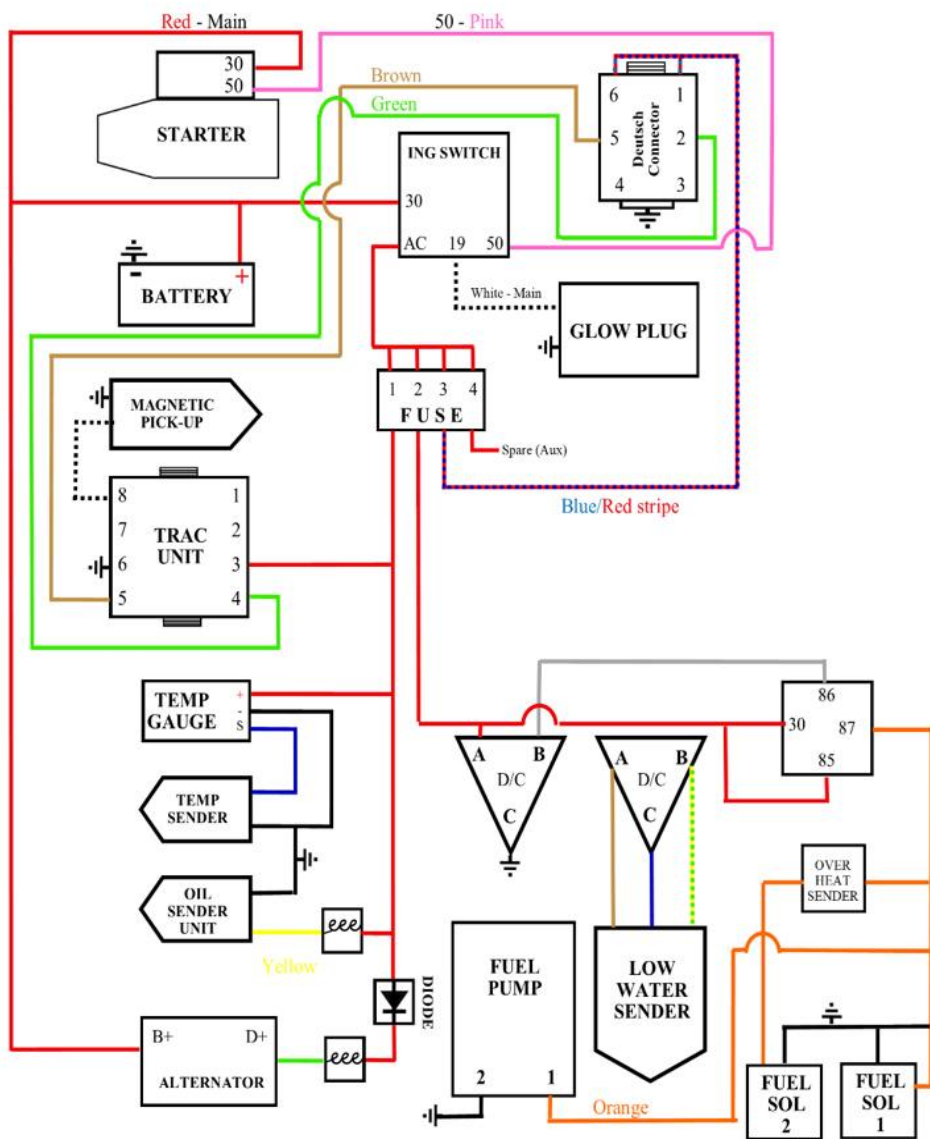 Red - Main
50 - Pink
30
50
STARTER
Brown
Green
6
1
5
2
4
3
Deutsch
Connector
ING SWITCH
30
AC
19
50
-
+
BATTERY
White - Main
GLOW PLUG
1
2
3
4
F U S E
Spare (Aux)
Blue/Red stripe
MAGNETIC
PICK-UP
8
1
7
2
6
3
5
4
TRAC
UNIT
TEMP
GAUGE
+
-
S
TEMP
SENDER
OIL
SENDER
UNIT
eee
Yellow
DIODE
B+
D+
eee
ALTERNATOR
A
B
D/C
C
A
B
D/C
C
86
30
87
85
OVER
HEAT
SENDER
FUEL
PUMP
2
1
LOW
WATER
SENDER
Orange
FUEL
SOL
2
FUEL
SOL
1